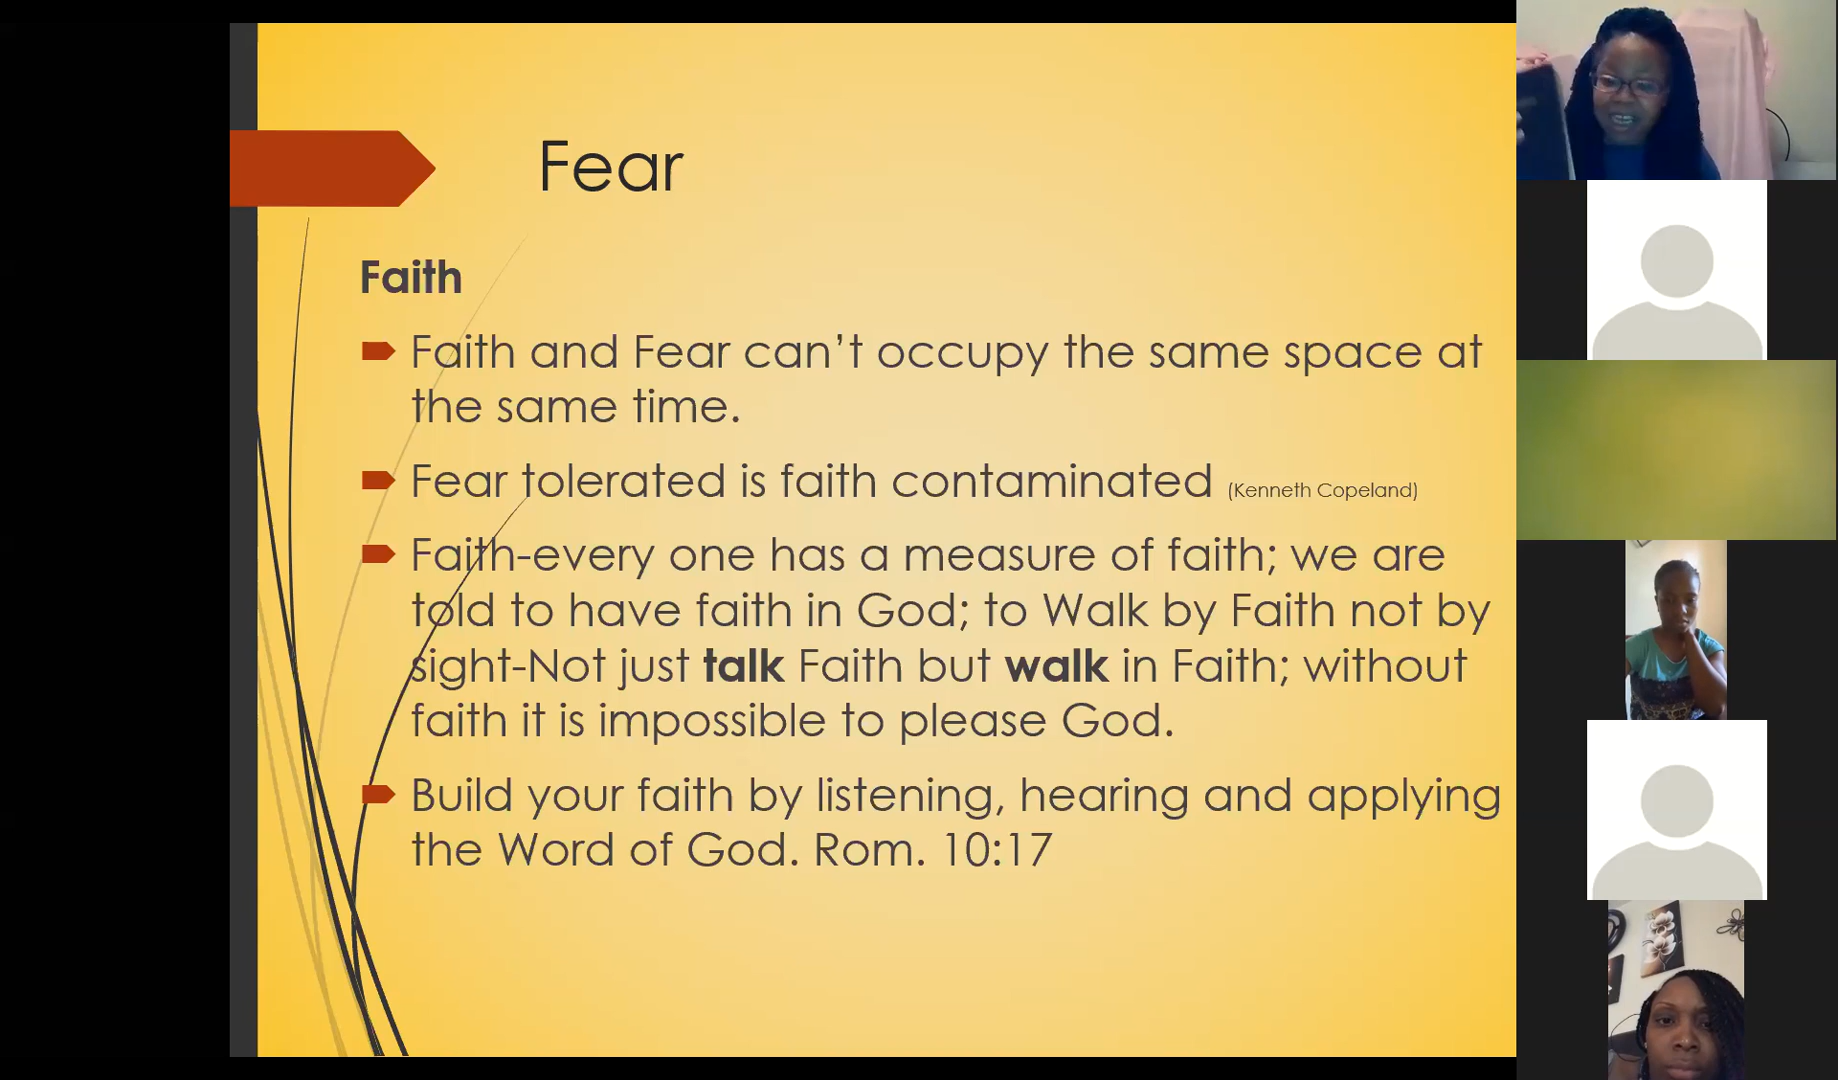 Fear
Faith
Faith and Fear can’t occupy the same space at
the same time.
Fear tolerated is faith contaminated (Kenneth Copeland)
Faith-every one has a measure of faith; we are
told to have faith in God; to Walk by Faith not by
sight-Not just talk Faith but walk in Faith; without
faith it is impossible to please God.
Build your faith by listening, hearing and applying
the Word of God. Rom. 10:17